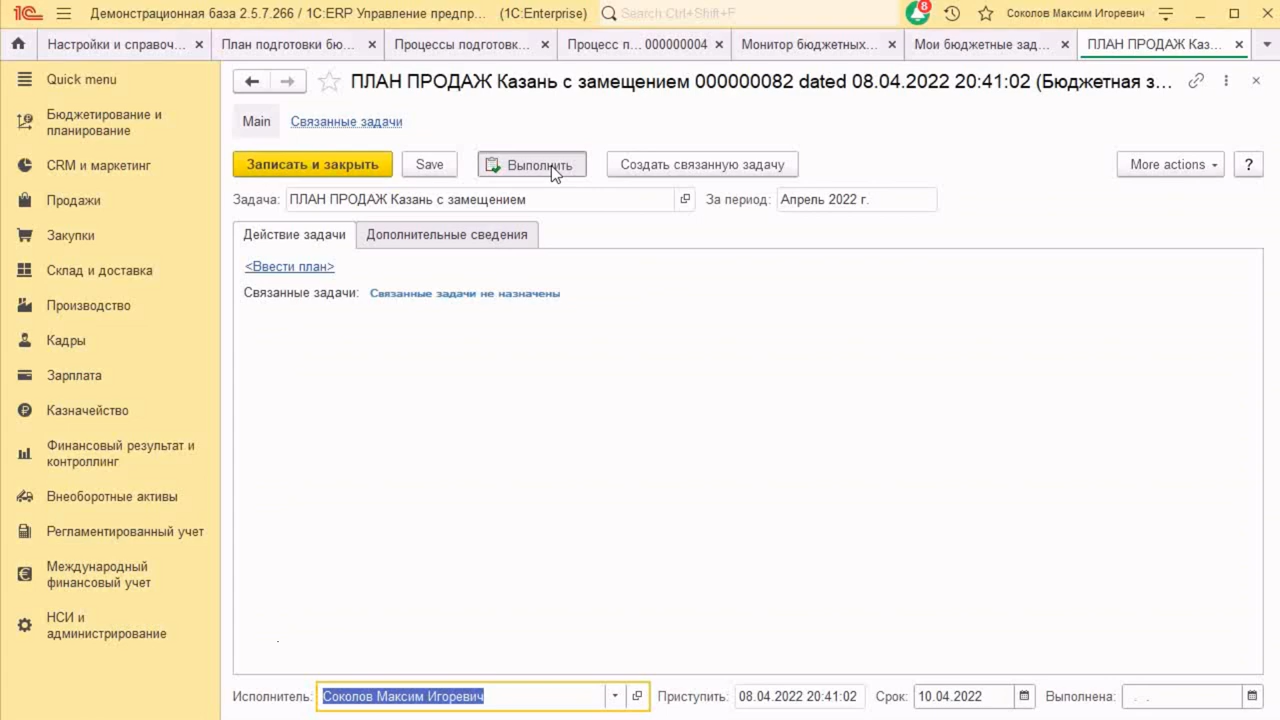 Демонстрационная база 2.5.7.266 / 1С:ERP Управление предпр... (1C:Enterprise) Search Ctrl+Shift+F 8 Соколов Максим Игоревич
Настройки и справоч... × План подготовки бю... × Процессы подготовк... × Процесс п... 000000004 × Монитор бюджетных... × Мои бюджетные зад... × ПЛАН ПРОДАЖ Каз... ×
Quick menu
Бюджетирование и
планирование
CRM и маркетинг
Продажи
Закупки
Склад и доставка
Производство
Кадры
Зарплата
Казначейство
Финансовый результат и
контроллинг
Внеоборотные активы
Регламентированный учет
Международный
финансовый учет
НСИ и
администрирование
ПЛАН ПРОДАЖ Казань с замещением 000000082 dated 08.04.2022 20:41:02 (Бюджетная з...
Main Связанные задачи
Записать и закрыть Save Выполнить Создать связанную задачу More actions ?
Задача: ПЛАН ПРОДАЖ Казань с замещением За период: Апрель 2022 г.
Действие задачи Дополнительные сведения
<Ввести план>
Связанные задачи: Связанные задачи не назначены
Исполнитель: Соколов Максим Игоревич Приступить: 08.04.2022 20:41:02 Срок: 10.04.2022 Выполнена: . .